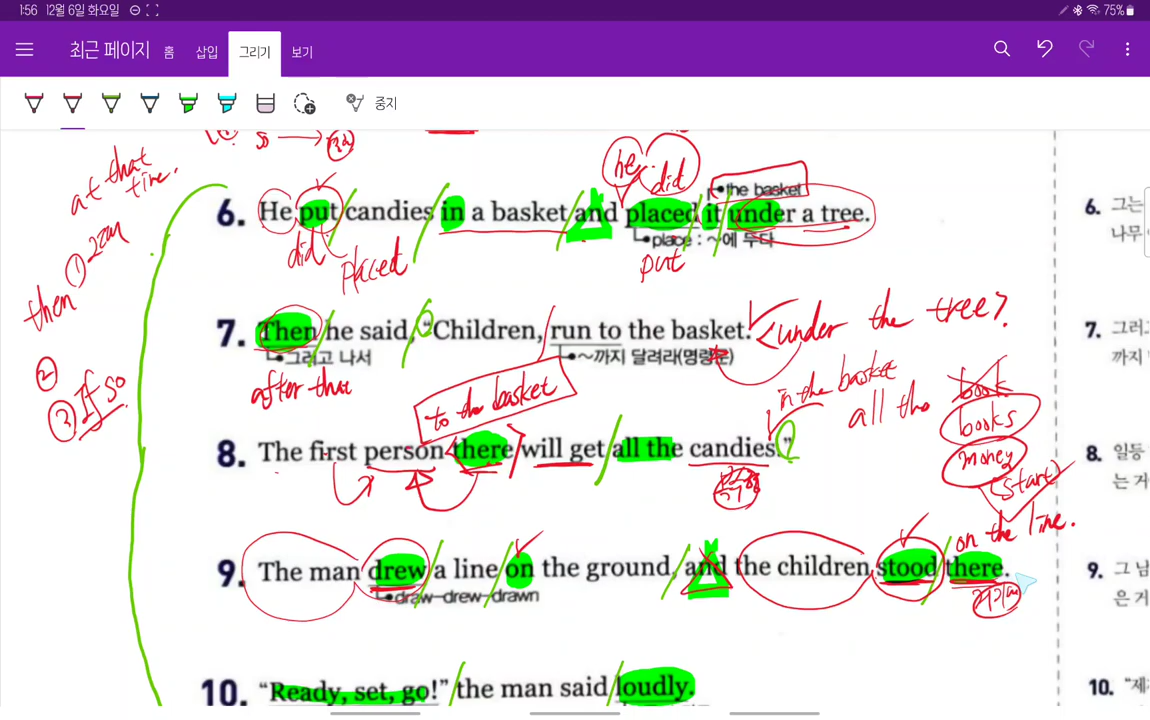 1:56 12월 6일 화요일 75%
최근 페이지 홈 삽입 그리기 보기
중지
at that time.
he did
the basket
6. He put candies in a basket and placed it under a tree.
place : ~에 두다
did placed put
then ①
② ③ If so
7. Then he said, "Children, run to the basket.
under the tree?
그러고 나서
~까지 달려라(명령문)
after that
to the basket
in the basket
all the book
books
money
8. The first person there will get all the candies."
(start)
on the line.
9. The man drew a line on the ground, and the children stood there.
draw-drew-drawn
10. "Ready, set, go!" the man said loudly.
6. 그는
나무
7. 그러
까지
8. 일등
는 거
9. 그 남
은 거
10. "제